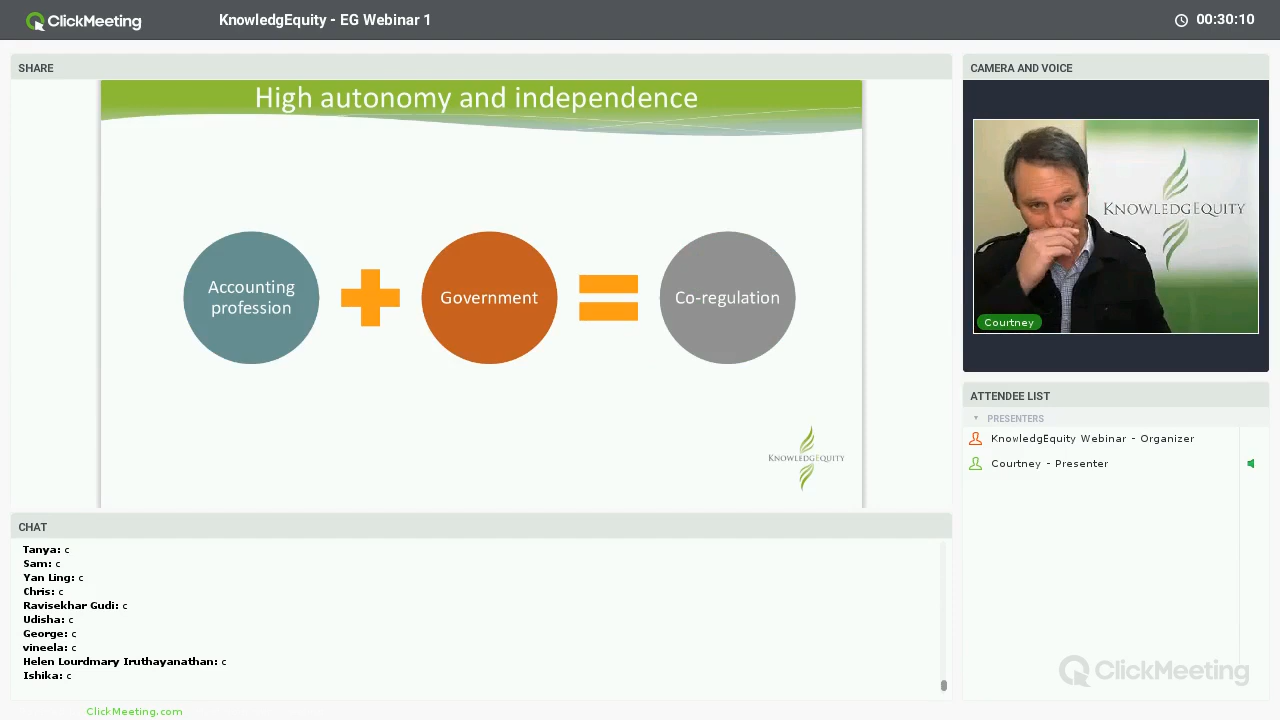 ClickMeeting
KnowledgEquity - EG Webinar 1
00:30:10
SHARE
High autonomy and independence
Accounting
profession
Government
Co-regulation
KNOWLEDGEQUITY
CAMERA AND VOICE
KNOWLEDGEQUITY
Courtney
ATTENDEE LIST
PRESENTERS
KnowledgEquity Webinar - Organizer
Courtney - Presenter
CHAT
Tanya: c
Sam: c
Yan Ling: c
Chris: c
Ravisekhar Gudi: c
Udisha: c
George: c
vineela: c
Helen Lourdmary Iruthayanathan: c
Ishika: c
ClickMeeting
ClickMeeting.com